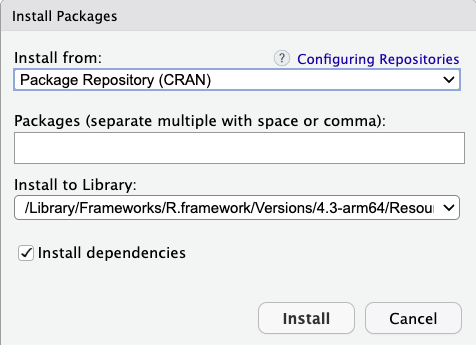 Install Packages
Install from:
? Configuring Repositories
Package Repository (CRAN)
Packages (separate multiple with space or comma):
Install to Library:
/Library/Frameworks/R.framework/Versions/4.3-arm64/Resou
Install dependencies
Install Cancel